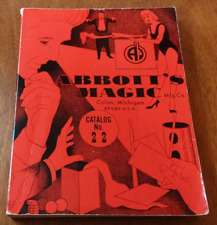 ABBOTT'S
MAGIC Mfg Co.
Colon, Michigan
49040 U.S.A.
CATALOG
No.
22